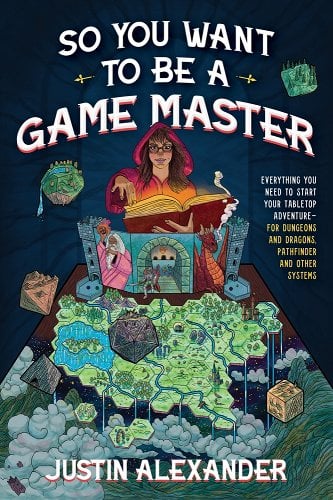 SO YOU WANT
TO BE A
GAME MASTER
EVERYTHING YOU
NEED TO START
YOUR TABLETOP
ADVENTURE—
FOR DUNGEONS
AND DRAGONS,
PATHFINDER
AND OTHER
SYSTEMS
JUSTIN ALEXANDER